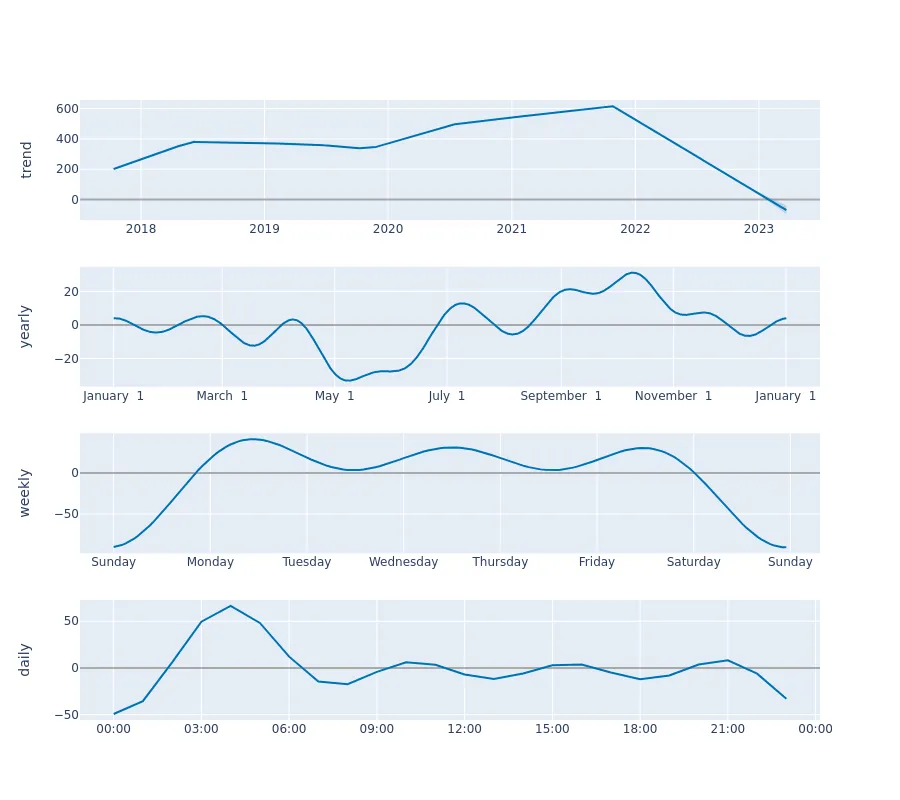 trend
600
400
200
0
2018 2019 2020 2021 2022 2023
yearly
20
0
−20
January 1 March 1 May 1 July 1 September 1 November 1 January 1
weekly
0
−50
Sunday Monday Tuesday Wednesday Thursday Friday Saturday Sunday
daily
50
0
−50
00:00 03:00 06:00 09:00 12:00 15:00 18:00 21:00 00:00